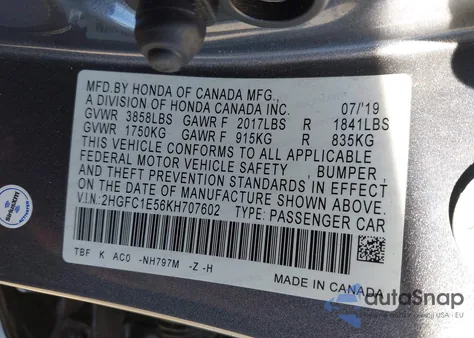 MFD.BY HONDA OF CANADA MFG.,
A DIVISION OF HONDA CANADA INC. 07/'19
GVWR 3858LBS GAWR F 2017LBS R 1841LBS
GVWR 1750KG GAWR F 915KG R 835KG
THIS VEHICLE CONFORMS TO ALL APPLICABLE
FEDERAL MOTOR VEHICLE SAFETY, BUMPER,
AND THEFT PREVENTION STANDARDS IN EFFECT
ON THE DATE OF MANUFACTURE SHOWN ABOVE.
V.I.N.:2HGFC1E56KH707602 TYPE: PASSENGER CAR
TBF K AC0 -NH797M -Z -H
MADE IN CANADA
autaSnap